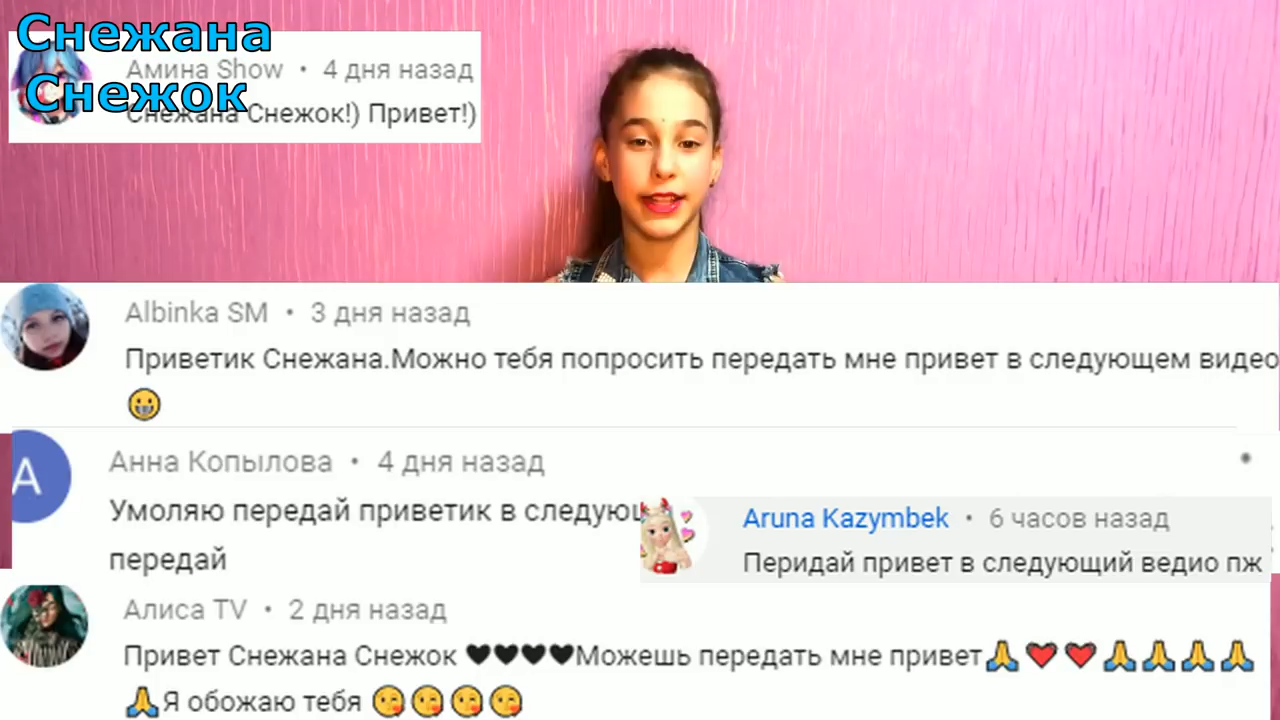 Снежана
Амина Show • 4 дня назад
Снежок
Снежана Снежок!) Привет!)
Albinka SM • 3 дня назад
Приветик Снежана.Можно тебя попросить передать мне привет в следующем видео
😀
A
Анна Копылова • 4 дня назад
Умоляю передай приветик в
передай
Aruna Kazymbek • 6 часов назад
Перидай привет в следующий ведио пж
Алиса TV • 2 дня назад
Привет Снежана Снежок 🖤🖤🖤🖤Можешь передать мне привет🙏❤️❤️🙏🙏🙏🙏
🙏Я обожаю тебя 😘😘😘😘